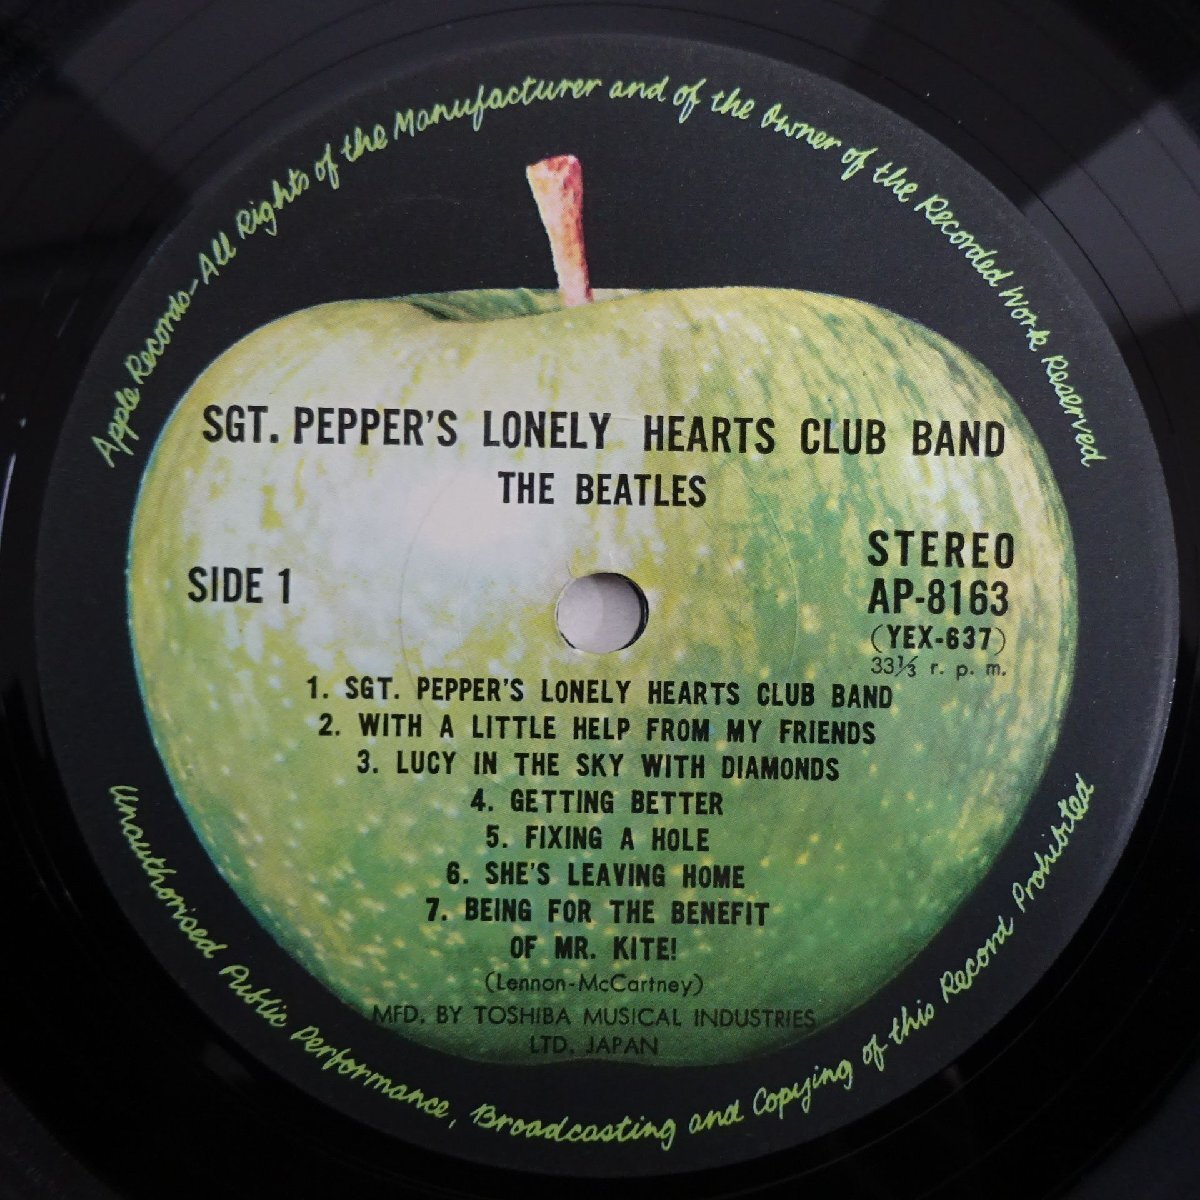 Apple Records - All Rights of the Manufacturer and of the Owner of the Recorded Work Reserved
SGT. PEPPER'S LONELY HEARTS CLUB BAND
THE BEATLES
SIDE 1
STEREO
AP-8163
(YEX-637)
33⅓ r. p. m.
1. SGT. PEPPER'S LONELY HEARTS CLUB BAND
2. WITH A LITTLE HELP FROM MY FRIENDS
3. LUCY IN THE SKY WITH DIAMONDS
4. GETTING BETTER
5. FIXING A HOLE
6. SHE'S LEAVING HOME
7. BEING FOR THE BENEFIT
OF MR. KITE!
(Lennon-McCartney)
MFD. BY TOSHIBA MUSICAL INDUSTRIES
LTD. JAPAN
Unauthorised Public Performance, Broadcasting and Copying of this Record Prohibited